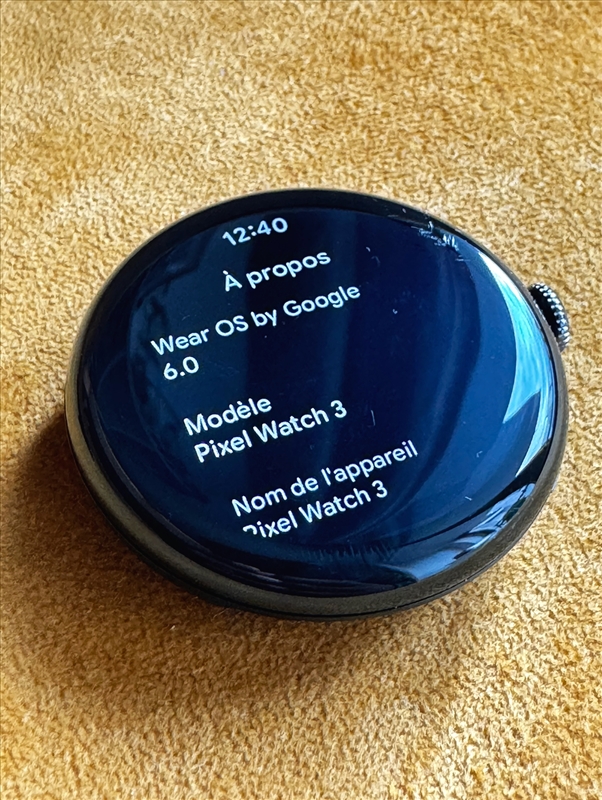 12:40
À propos
Wear OS by Google
6.0
Modèle
Pixel Watch 3
Nom de l'appareil
Pixel Watch 3